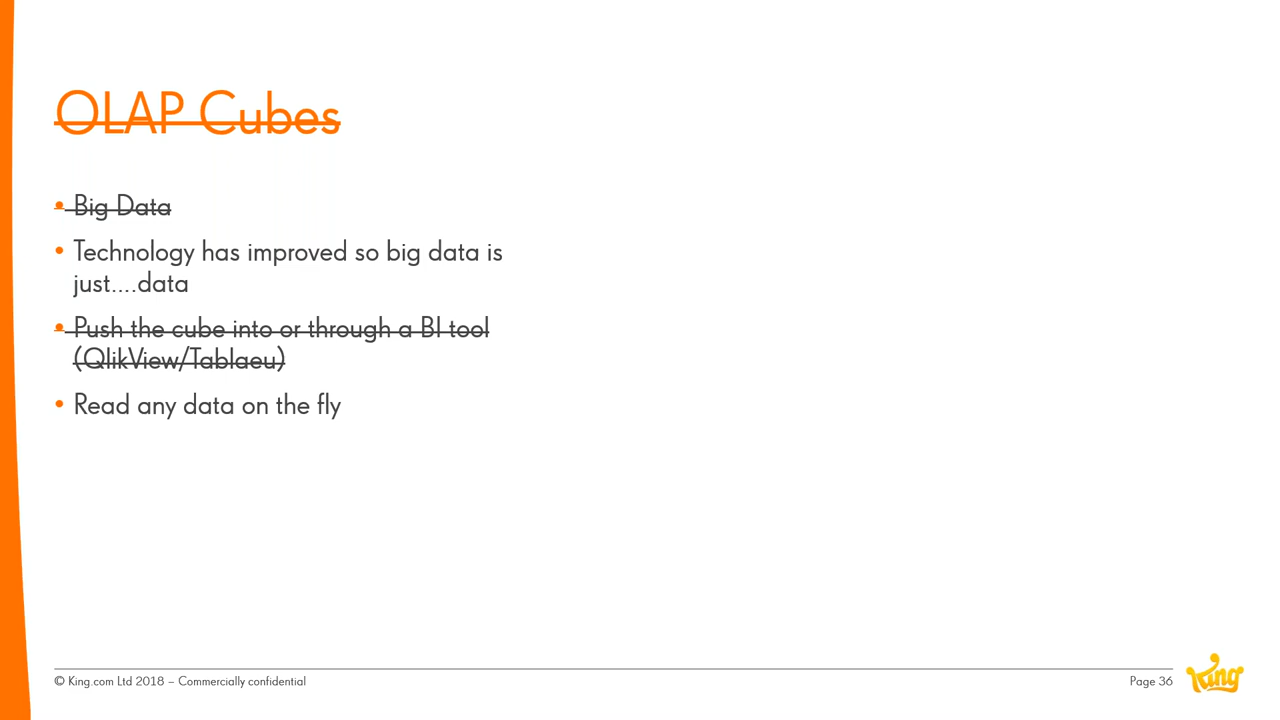 OLAP Cubes
• Big Data
• Technology has improved so big data is
just....data
• Push the cube into or through a BI tool
(QlikView/Tablaeu)
• Read any data on the fly
© King.com Ltd 2018 – Commercially confidential
Page 36
King